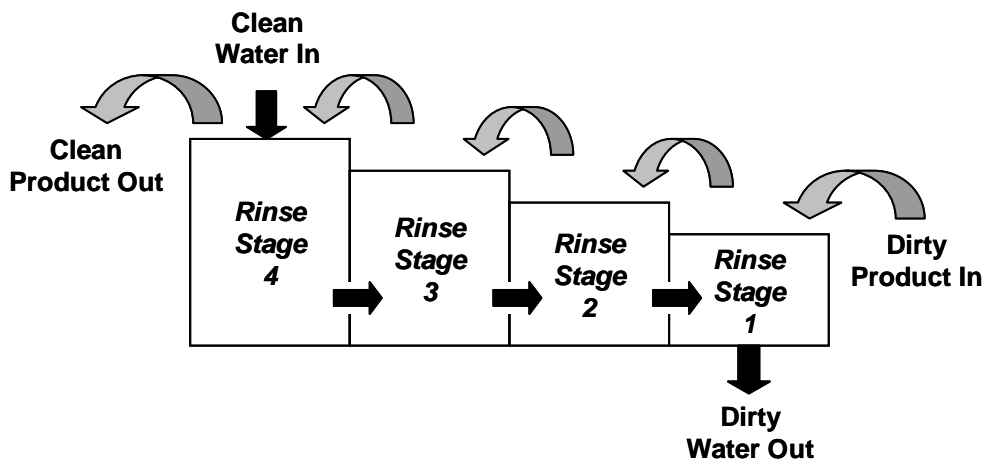 Clean
Water In
Clean
Product Out
Rinse
Stage
4
Rinse
Stage
3
Rinse
Stage
2
Rinse
Stage
1
Dirty
Product In
Dirty
Water Out